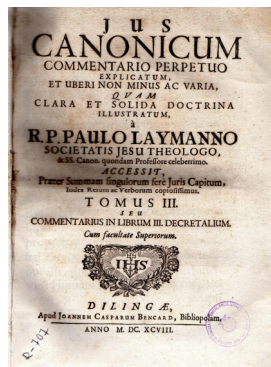 JUS
CANONICUM
COMMENTARIO PERPETUO
EXPLICATUM,
ET UBERI NON MINUS AC VARIA,
QVAM
CLARA ET SOLIDA DOCTRINA
ILLUSTRATUM,
à
R.P. PAULO LAYMANNO
SOCIETATIS JESU THEOLOGO,
& SS. Canon. quondam Professore celeberrimo.
ACCESSIT,
Præter Summam singulorum ferè Juris Capitum,
Index Rerum ac Verborum copiosissimus.
TOMUS III.
SEU
COMMENTARIUS IN LIBRUM III. DECRETALIUM.
Cum facultate Superiorum.
IHS
DILINGÆ,
Apud JOANNEM CASPARUM BENCARD, Bibliopolam,
ANNO M. DC. XCVIII.
R-707